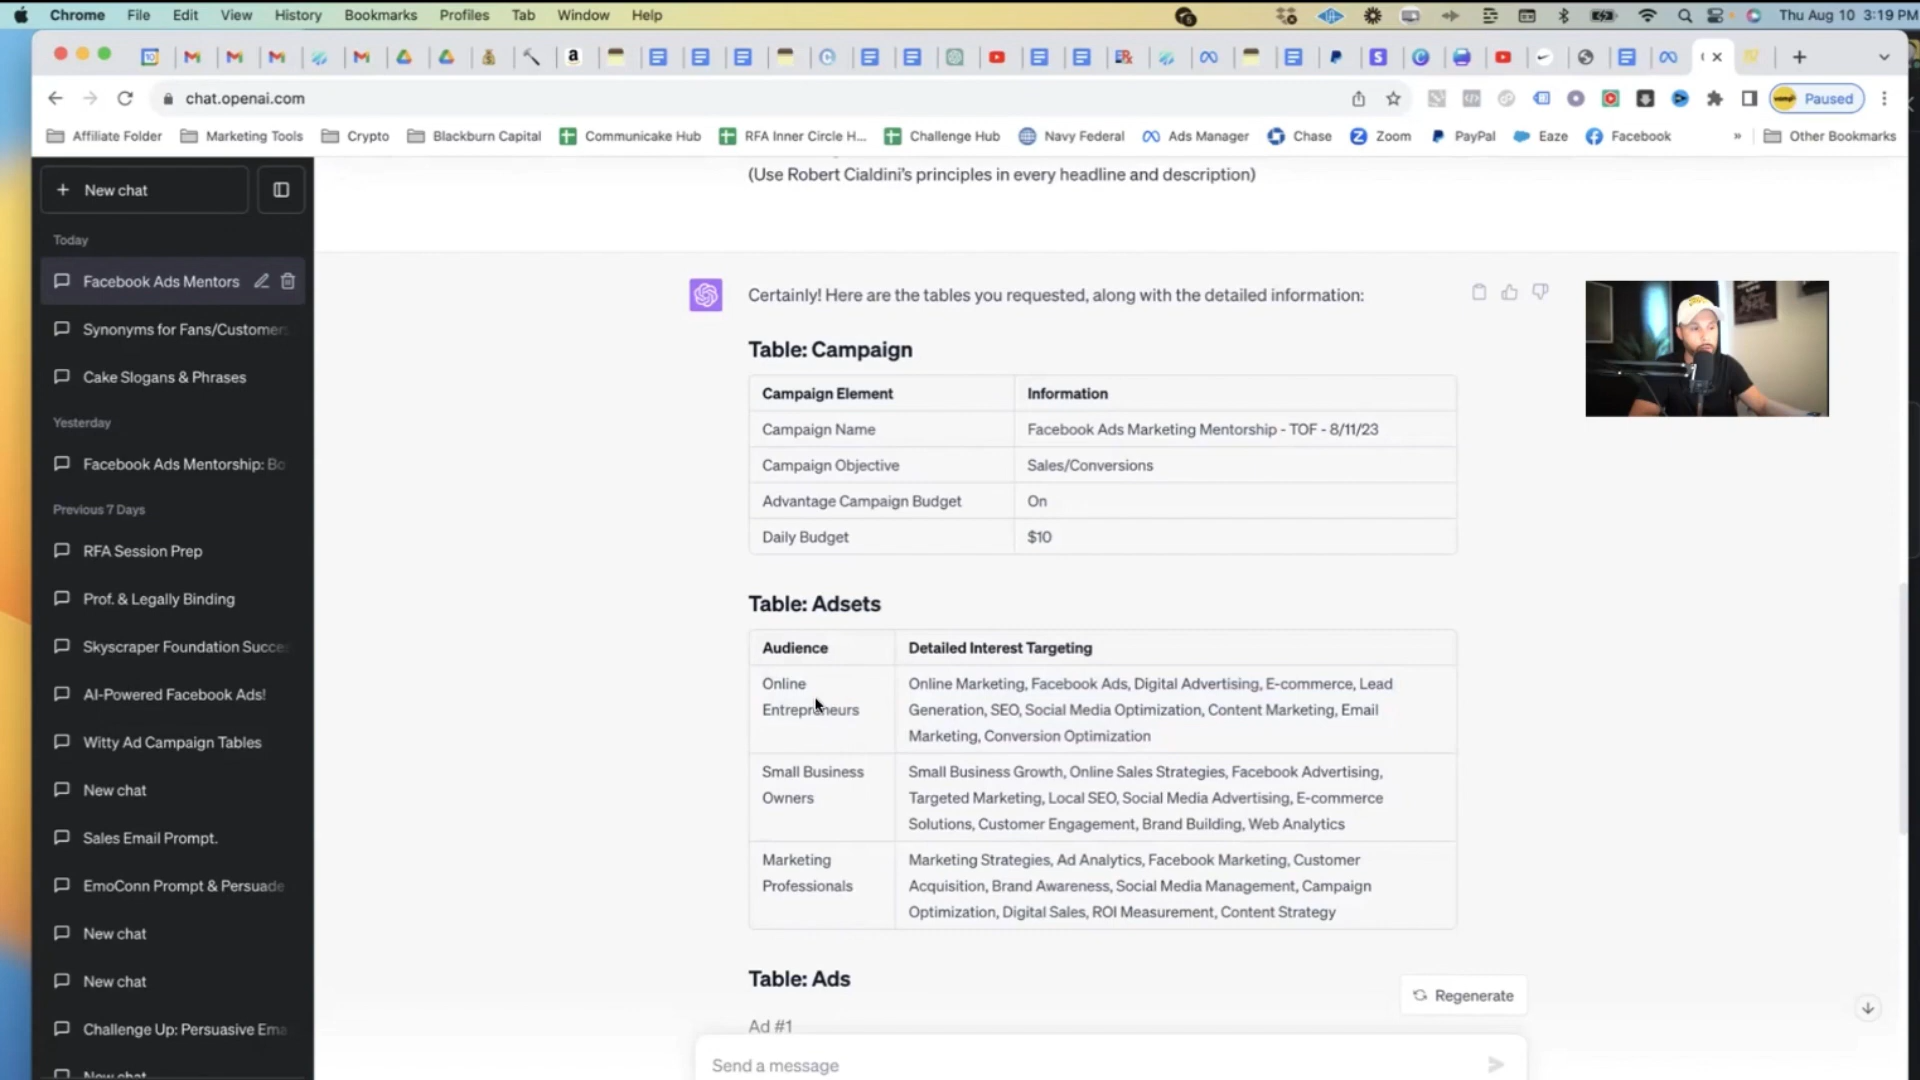 Chrome File Edit View History Bookmarks Profiles Tab Window Help Thu Aug 10 3:19 PM
chat.openai.com Paused
Affiliate Folder Marketing Tools Crypto Blackburn Capital Communicake Hub RFA Inner Circle H... Challenge Hub Navy Federal Ads Manager Chase Zoom PayPal Eaze Facebook » Other Bookmarks
+ New chat
Today
Facebook Ads Mentors
Synonyms for Fans/Customer
Cake Slogans & Phrases
Yesterday
Facebook Ads Mentorship: Bo
Previous 7 Days
RFA Session Prep
Prof. & Legally Binding
Skyscraper Foundation Succe
AI-Powered Facebook Ads!
Witty Ad Campaign Tables
New chat
Sales Email Prompt.
EmoConn Prompt & Persuade
New chat
New chat
Challenge Up: Persuasive Ema
New chat
(Use Robert Cialdini's principles in every headline and description)
Certainly! Here are the tables you requested, along with the detailed information:
Table: Campaign
Campaign Element Information
Campaign Name Facebook Ads Marketing Mentorship - TOF - 8/11/23
Campaign Objective Sales/Conversions
Advantage Campaign Budget On
Daily Budget $10
Table: Adsets
Audience Detailed Interest Targeting
Online Online Marketing, Facebook Ads, Digital Advertising, E-commerce, Lead
Entrepreneurs Generation, SEO, Social Media Optimization, Content Marketing, Email
Marketing, Conversion Optimization
Small Business Small Business Growth, Online Sales Strategies, Facebook Advertising,
Owners Targeted Marketing, Local SEO, Social Media Advertising, E-commerce
Solutions, Customer Engagement, Brand Building, Web Analytics
Marketing Marketing Strategies, Ad Analytics, Facebook Marketing, Customer
Professionals Acquisition, Brand Awareness, Social Media Management, Campaign
Optimization, Digital Sales, ROI Measurement, Content Strategy
Table: Ads
Ad #1
Regenerate
Send a message